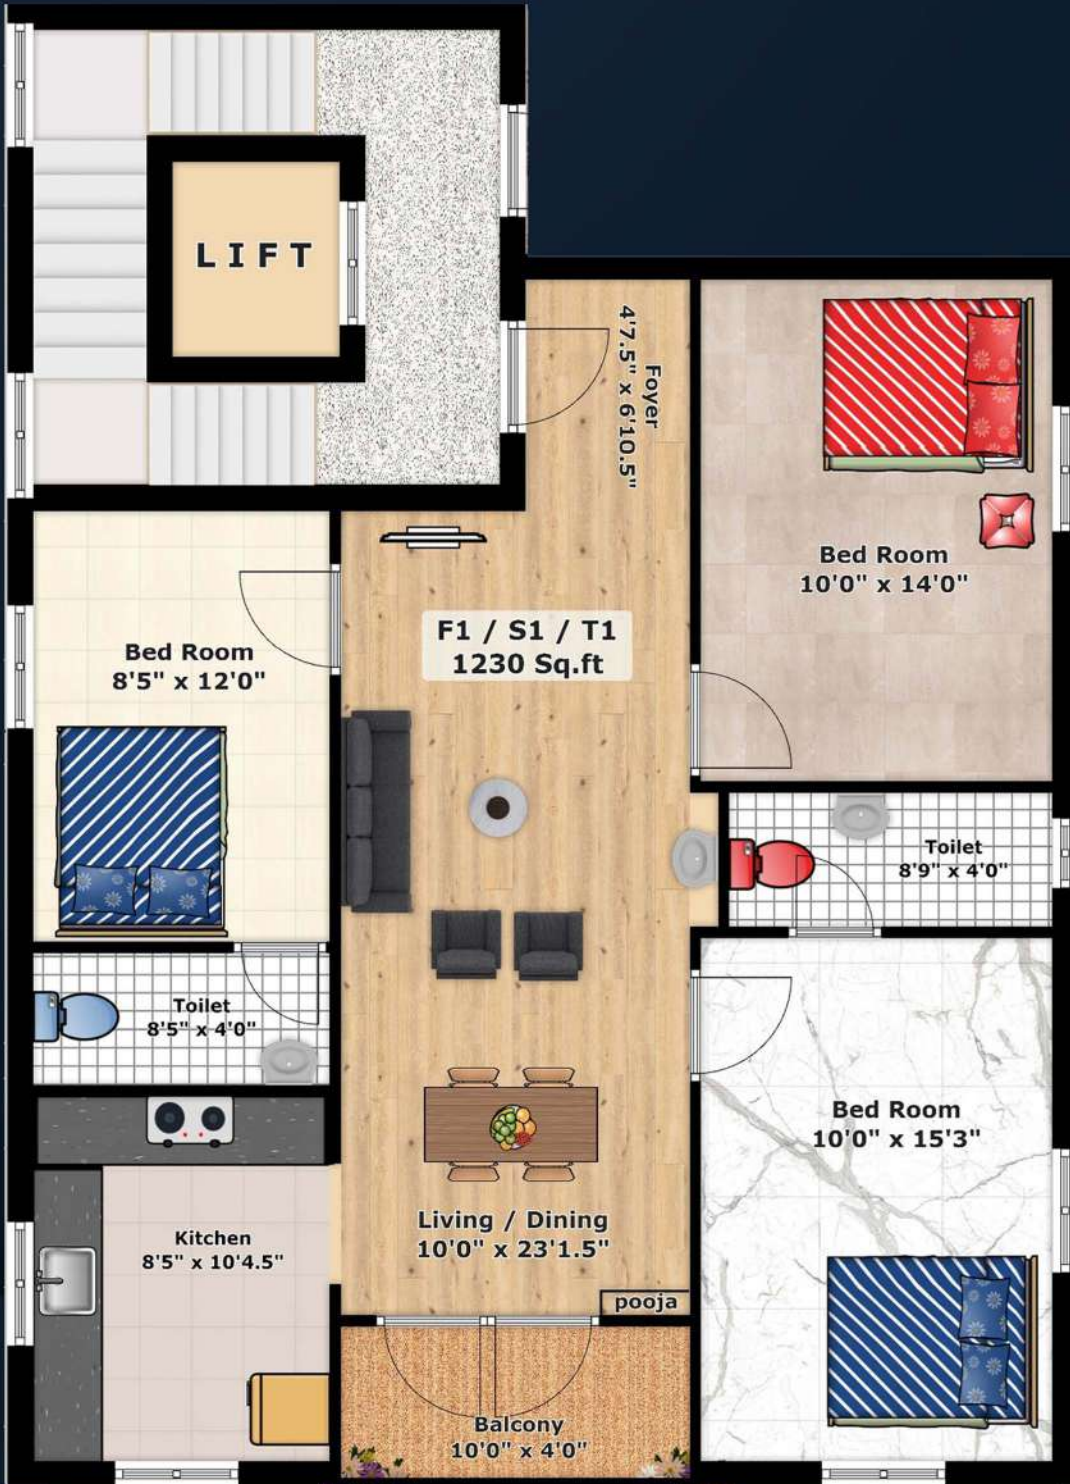 LIFT
Foyer
4'7.5" x 6'10.5"
Bed Room
10'0" x 14'0"
F1 / S1 / T1
1230 Sq.ft
Bed Room
8'5" x 12'0"
Toilet
8'9" x 4'0"
Toilet
8'5" x 4'0"
Bed Room
10'0" x 15'3"
Living / Dining
10'0" x 23'1.5"
Kitchen
8'5" x 10'4.5"
pooja
Balcony
10'0" x 4'0"